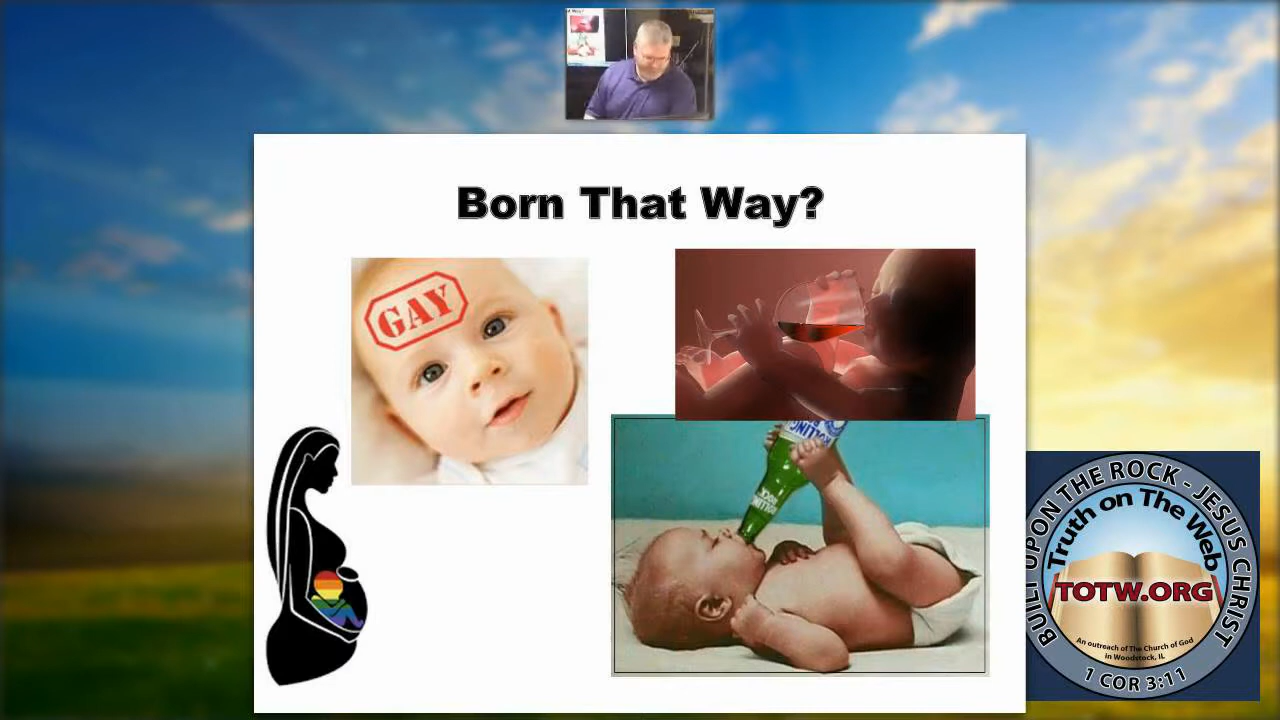 Born That Way?
GAY
ROLLING
BUILT UPON THE ROCK - JESUS CHRIST
Truth on The Web
TOTW.ORG
An outreach of The Church of God
in Woodstock, IL
1 COR 3:11